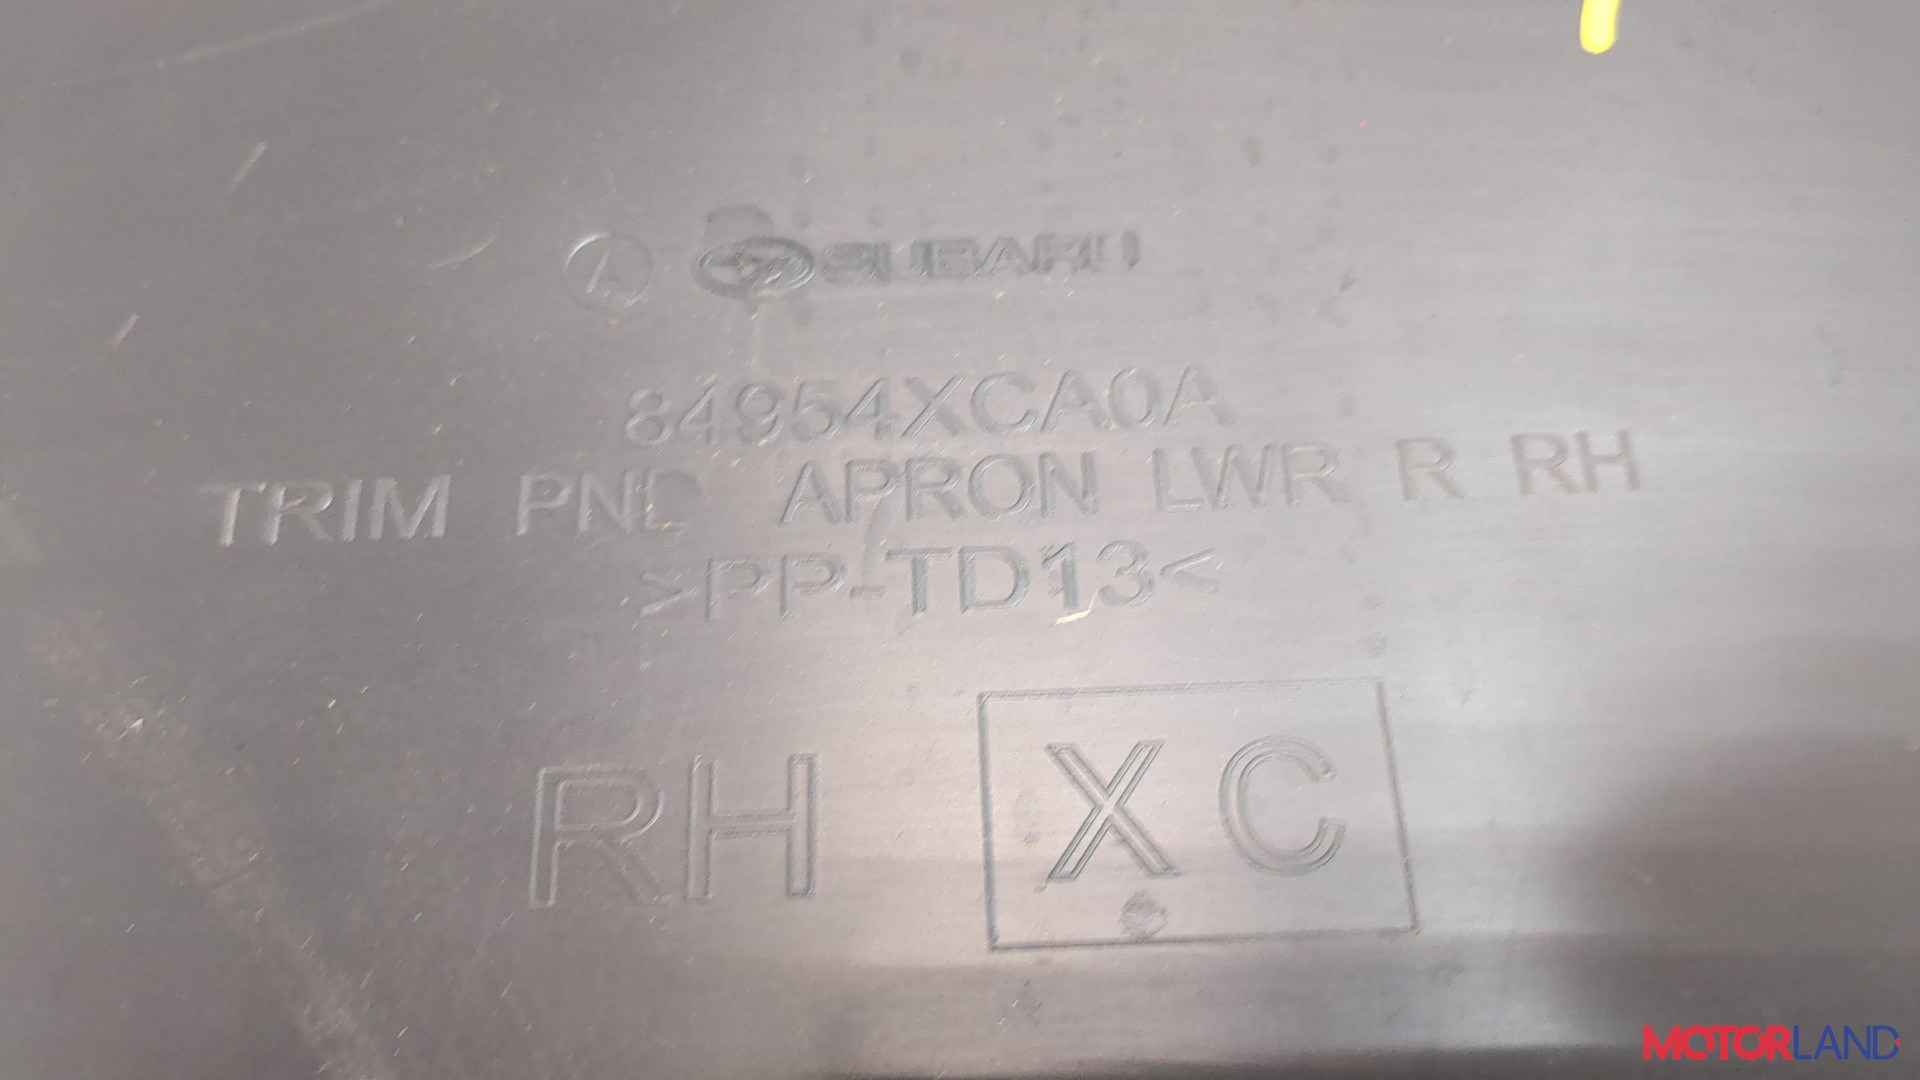 A SUBARU
84954XCA0A
TRIM PNL APRON LWR R RH
>PP-TD13<
RH XC
MOTORLAND